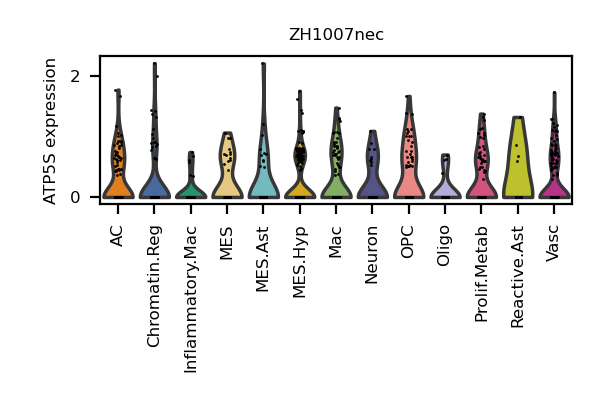 ZH1007nec
ATP5S expression
2
0
AC
Chromatin.Reg
Inflammatory.Mac
MES
MES.Ast
MES.Hyp
Mac
Neuron
OPC
Oligo
Prolif.Metab
Reactive.Ast
Vasc